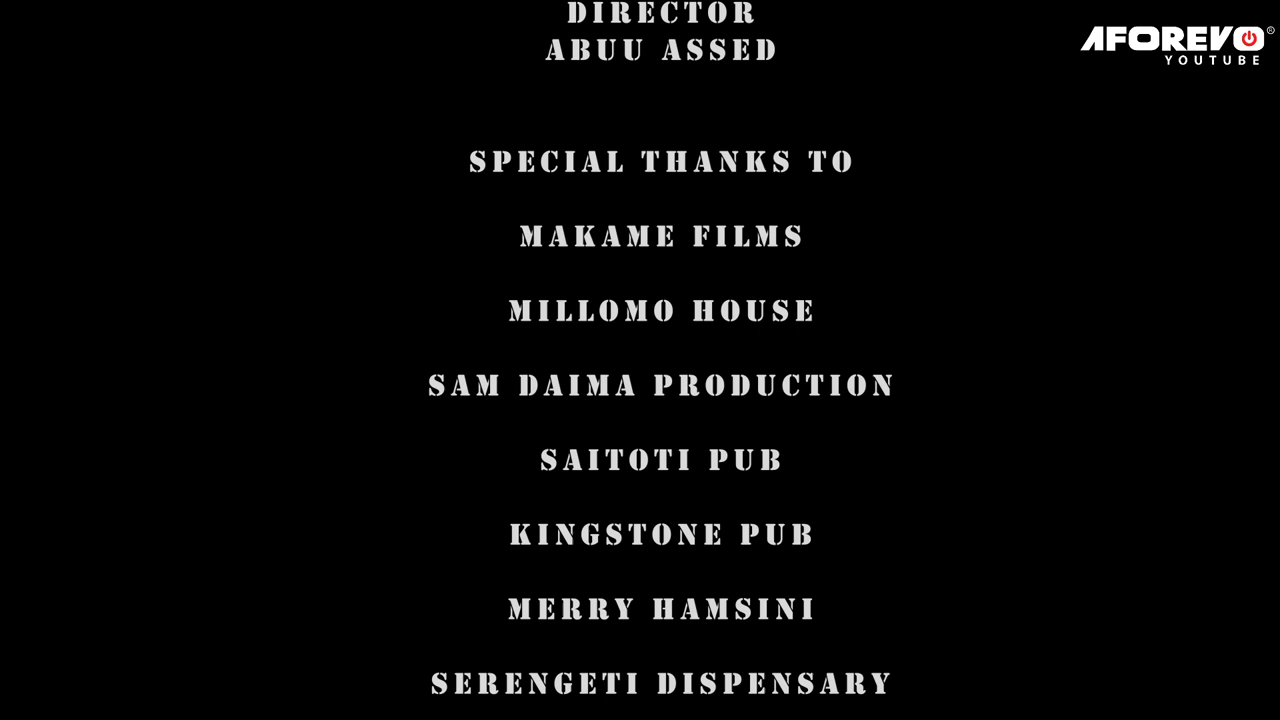 DIRECTOR
ABUU ASSED
AFOREVO®
YOUTUBE
SPECIAL THANKS TO
MAKAME FILMS
MILLOMO HOUSE
SAM DAIMA PRODUCTION
SAITOTI PUB
KINGSTONE PUB
MERRY HAMSINI
SERENGETI DISPENSARY